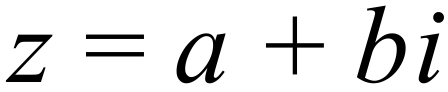 z = a + bi